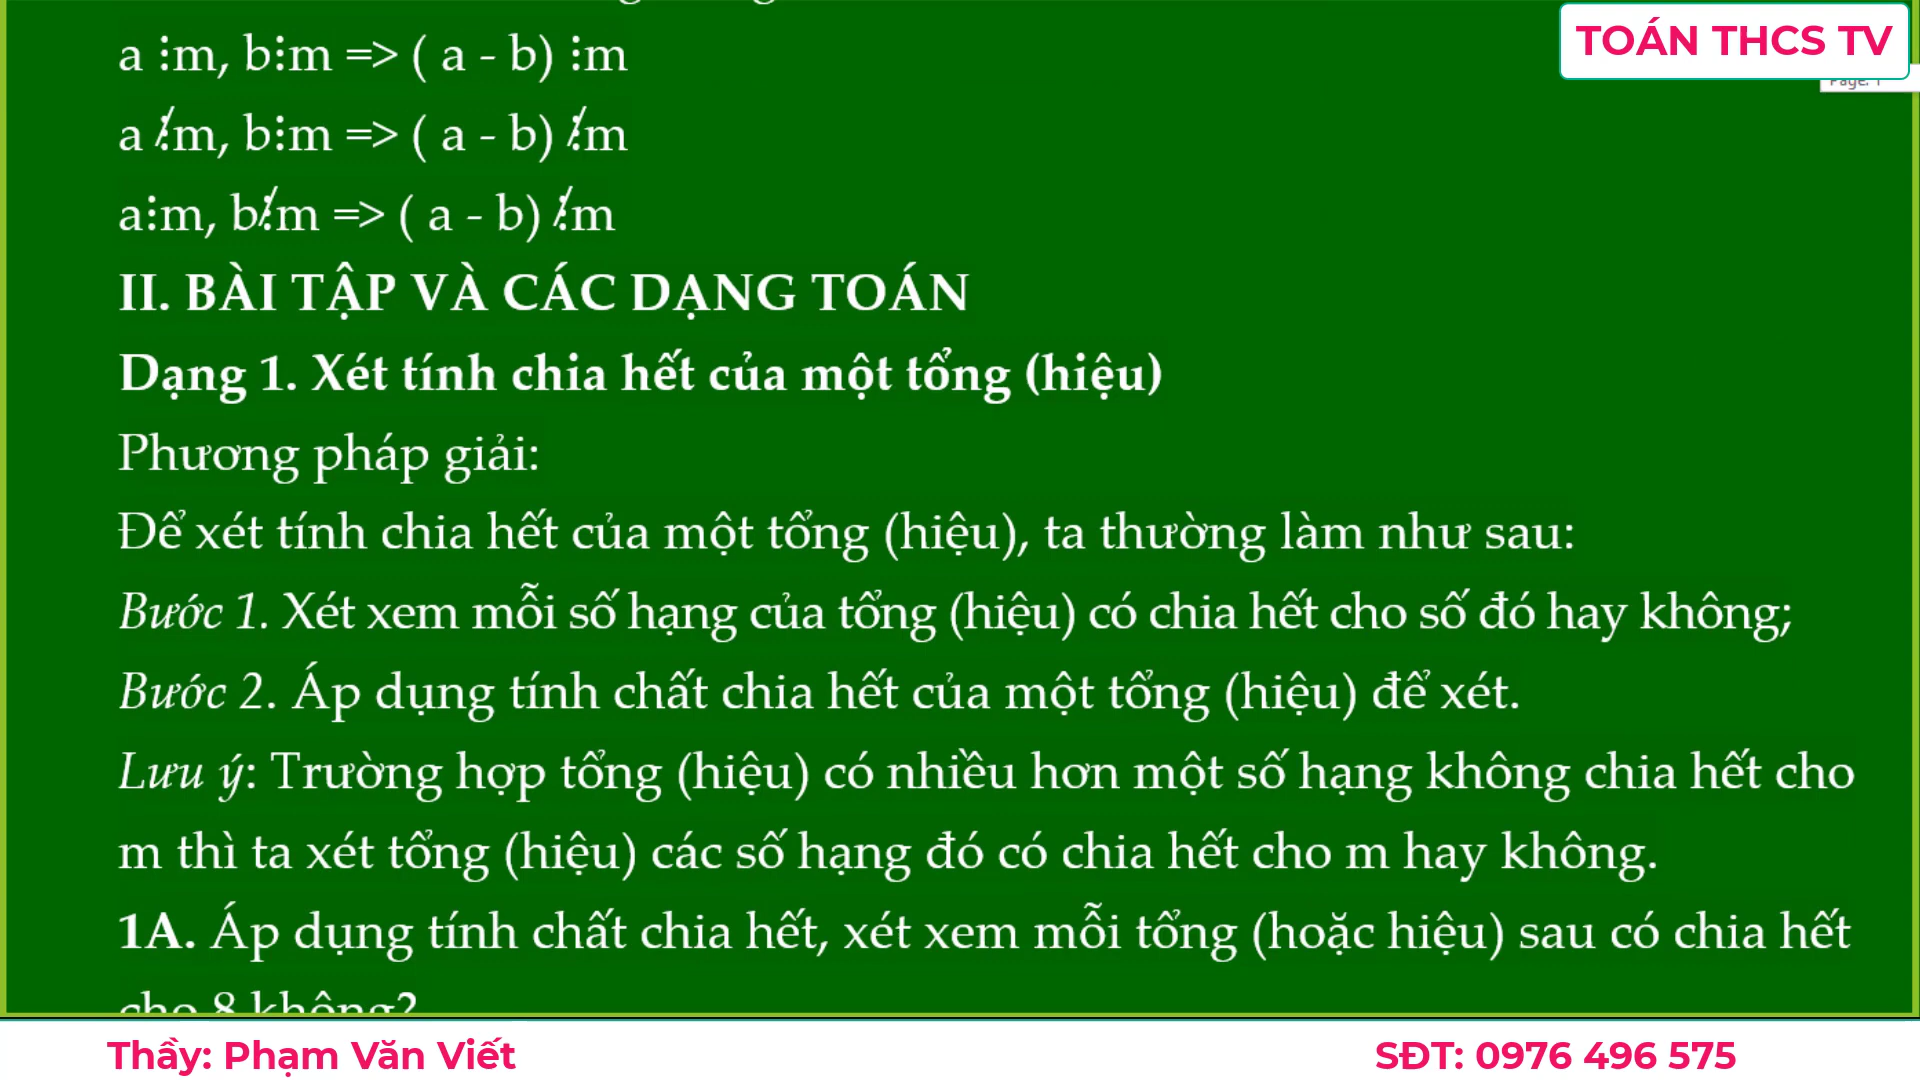 TOÁN THCS TV
a ⋮m, b⋮m => ( a - b) ⋮m
Page: 1
a ⋮̸m, b⋮m => ( a - b) ⋮̸m
a⋮m, b⋮̸m => ( a - b) ⋮̸m
II. BÀI TẬP VÀ CÁC DẠNG TOÁN
Dạng 1. Xét tính chia hết của một tổng (hiệu)
Phương pháp giải:
Để xét tính chia hết của một tổng (hiệu), ta thường làm như sau:
Bước 1. Xét xem mỗi số hạng của tổng (hiệu) có chia hết cho số đó hay không;
Bước 2. Áp dụng tính chất chia hết của một tổng (hiệu) để xét.
Lưu ý: Trường hợp tổng (hiệu) có nhiều hơn một số hạng không chia hết cho
m thì ta xét tổng (hiệu) các số hạng đó có chia hết cho m hay không.
1A. Áp dụng tính chất chia hết, xét xem mỗi tổng (hoặc hiệu) sau có chia hết
cho 8 không?
Thầy: Phạm Văn Viết
SĐT: 0976 496 575